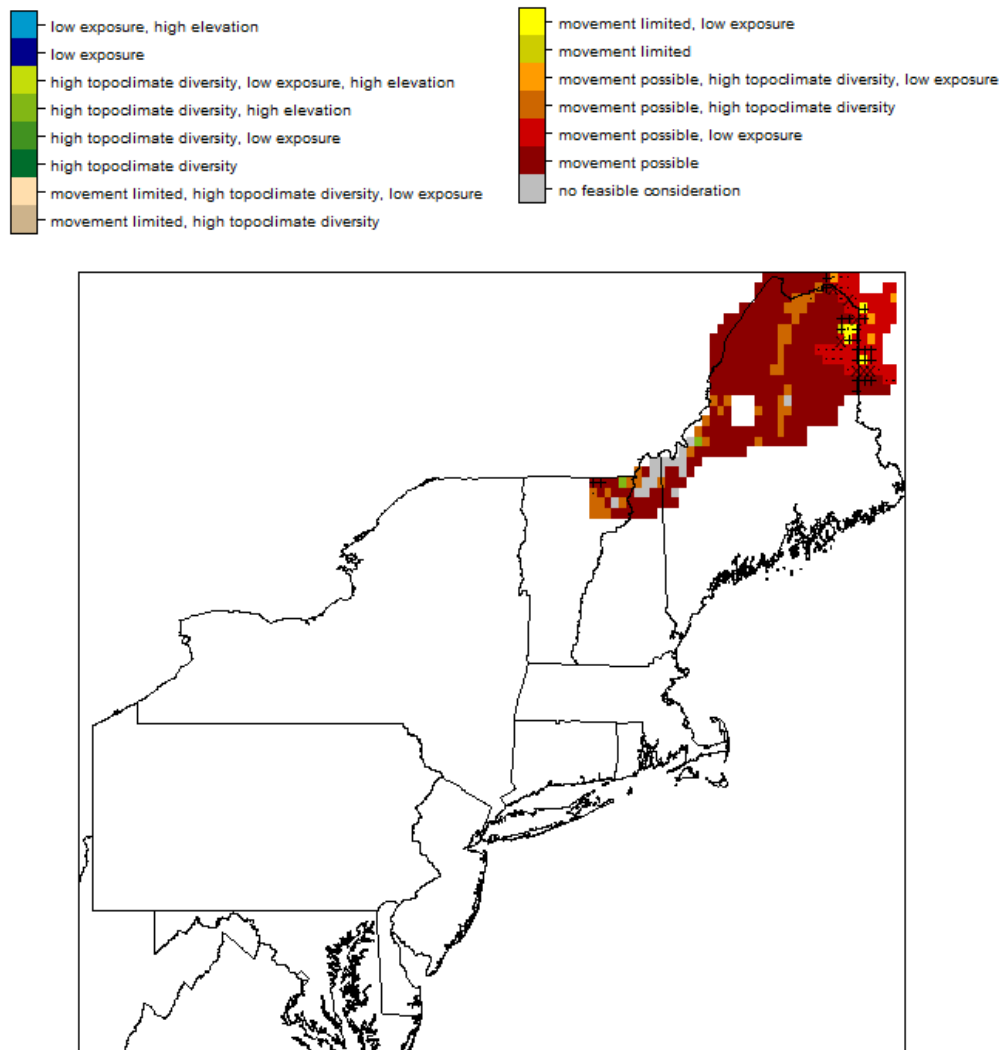 low exposure, high elevation
low exposure
high topoclimate diversity, low exposure, high elevation
high topoclimate diversity, high elevation
high topoclimate diversity, low exposure
high topoclimate diversity
movement limited, high topoclimate diversity, low exposure
movement limited, high topoclimate diversity
movement limited, low exposure
movement limited
movement possible, high topoclimate diversity, low exposure
movement possible, high topoclimate diversity
movement possible, low exposure
movement possible
no feasible consideration